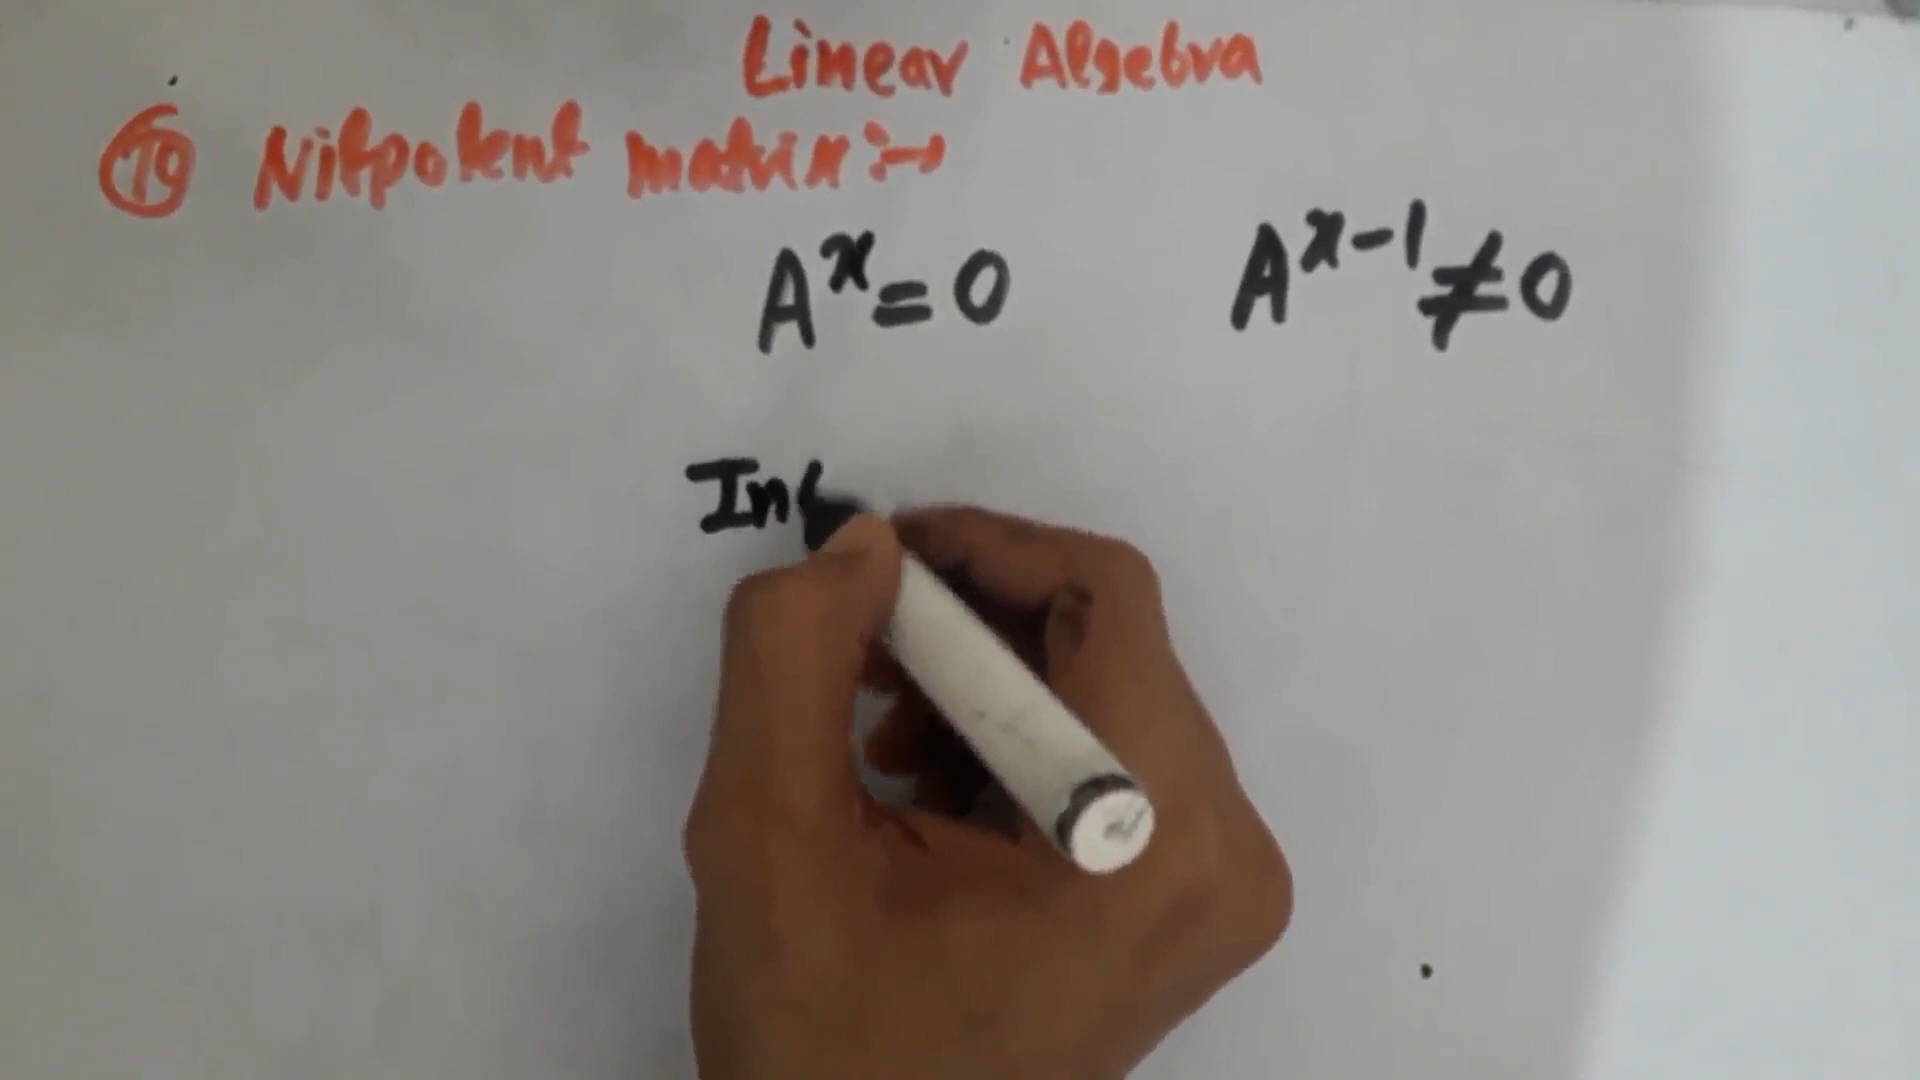 Linear Algebra
19 Nilpotent matrix:→
A^x = 0 A^{x-1} ≠ 0
In